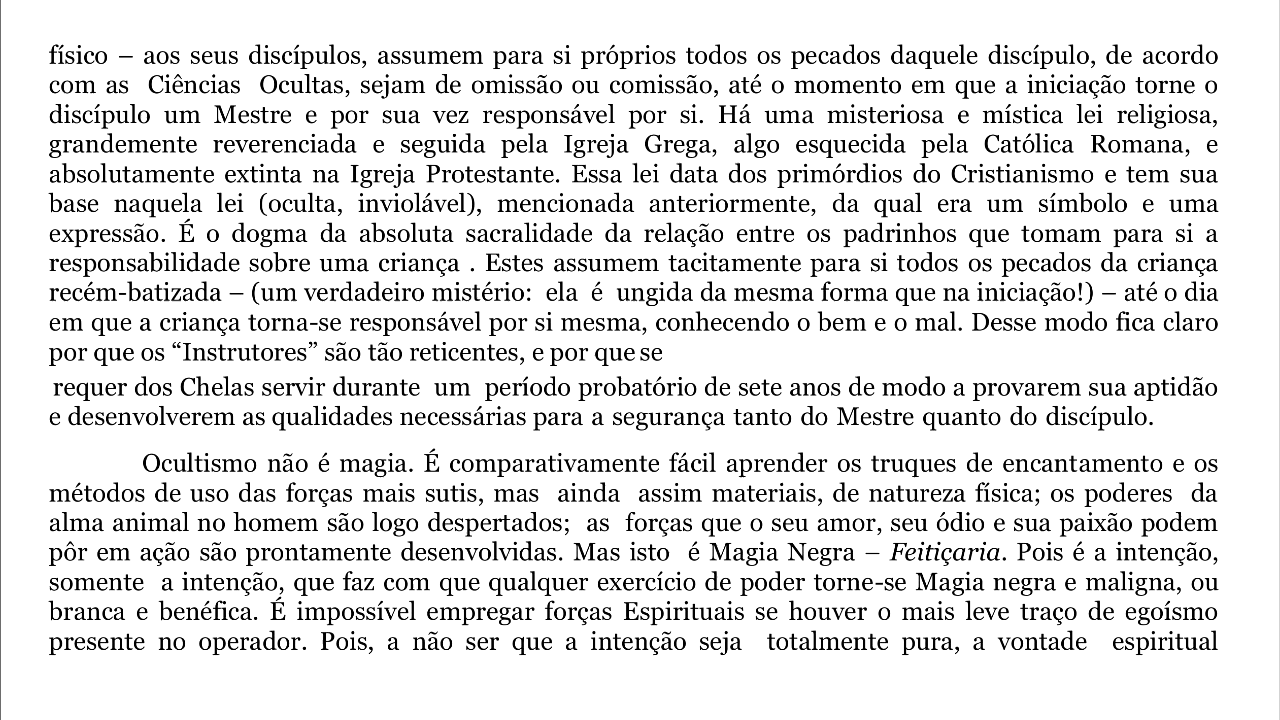 físico – aos seus discípulos, assumem para si próprios todos os pecados daquele discípulo, de acordo
com as Ciências Ocultas, sejam de omissão ou comissão, até o momento em que a iniciação torne o
discípulo um Mestre e por sua vez responsável por si. Há uma misteriosa e mística lei religiosa,
grandemente reverenciada e seguida pela Igreja Grega, algo esquecida pela Católica Romana, e
absolutamente extinta na Igreja Protestante. Essa lei data dos primórdios do Cristianismo e tem sua
base naquela lei (oculta, inviolável), mencionada anteriormente, da qual era um símbolo e uma
expressão. É o dogma da absoluta sacralidade da relação entre os padrinhos que tomam para si a
responsabilidade sobre uma criança . Estes assumem tacitamente para si todos os pecados da criança
recém-batizada – (um verdadeiro mistério: ela é ungida da mesma forma que na iniciação!) – até o dia
em que a criança torna-se responsável por si mesma, conhecendo o bem e o mal. Desse modo fica claro
por que os “Instrutores” são tão reticentes, e por que se
requer dos Chelas servir durante um período probatório de sete anos de modo a provarem sua aptidão
e desenvolverem as qualidades necessárias para a segurança tanto do Mestre quanto do discípulo.
Ocultismo não é magia. É comparativamente fácil aprender os truques de encantamento e os
métodos de uso das forças mais sutis, mas ainda assim materiais, de natureza física; os poderes da
alma animal no homem são logo despertados; as forças que o seu amor, seu ódio e sua paixão podem
pôr em ação são prontamente desenvolvidas. Mas isto é Magia Negra – Feitiçaria. Pois é a intenção,
somente a intenção, que faz com que qualquer exercício de poder torne-se Magia negra e maligna, ou
branca e benéfica. É impossível empregar forças Espirituais se houver o mais leve traço de egoísmo
presente no operador. Pois, a não ser que a intenção seja totalmente pura, a vontade espiritual